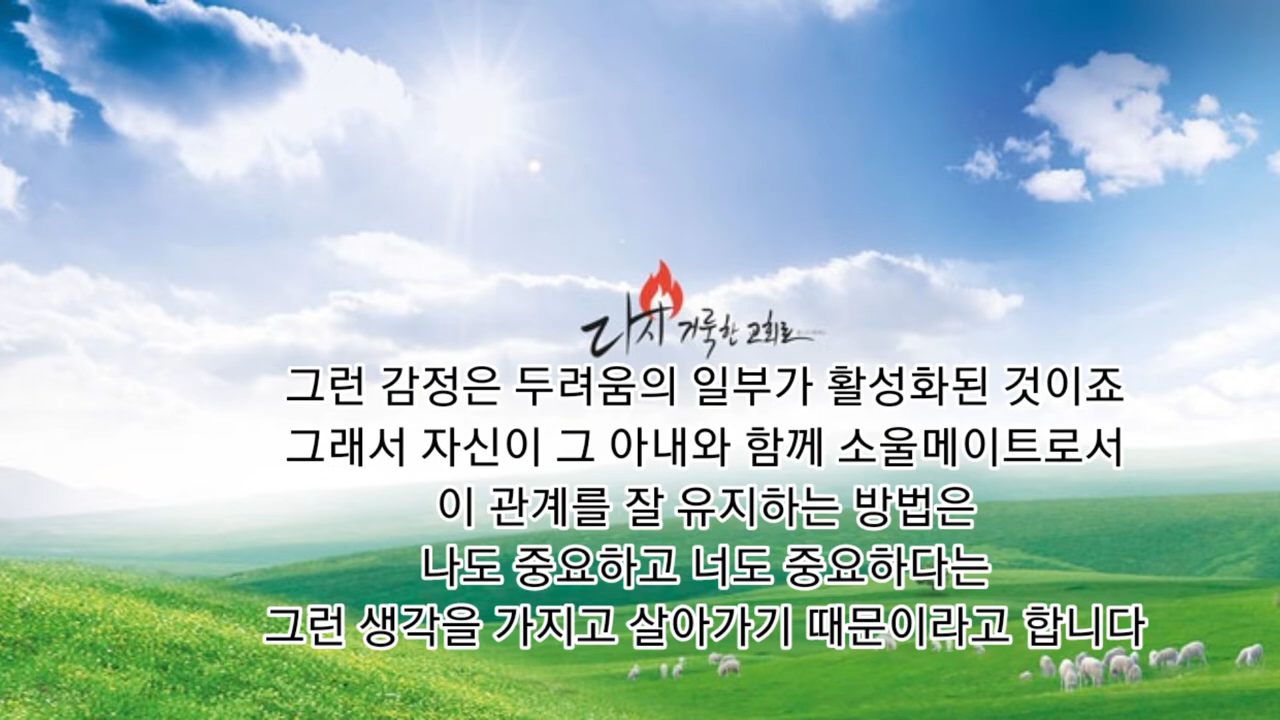 다시 거룩한 교회로
그런 감정은 두려움의 일부가 활성화된 것이죠
그래서 자신이 그 아내와 함께 소울메이트로서
이 관계를 잘 유지하는 방법은
나도 중요하고 너도 중요하다는
그런 생각을 가지고 살아가기 때문이라고 합니다